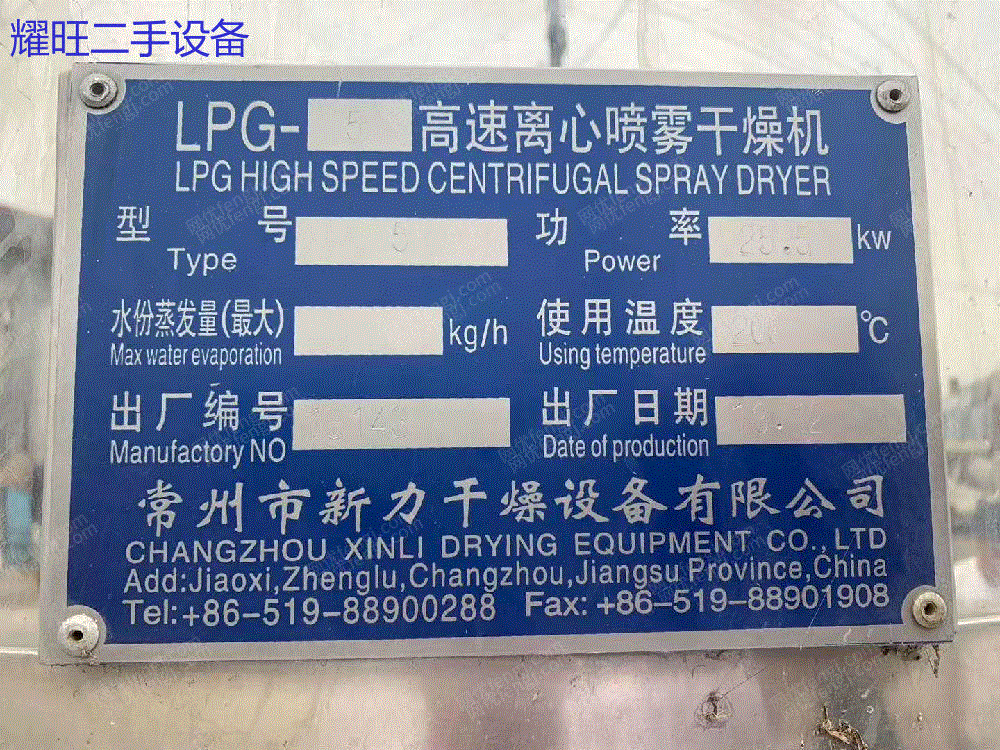 耀旺二手设备
LPG- 5 高速离心喷雾干燥机
LPG HIGH SPEED CENTRIFUGAL SPRAY DRYER
型号 5 功率 kw
Type Power
水份蒸发量(最大) kg/h 使用温度 ℃
Max water evaporation Using temperature
出厂编号 出厂日期
Manufactory NO Date of production
常州市新力干燥设备有限公司
CHANGZHOU XINLI DRYING EQUIPMENT CO.,LTD
Add:Jiaoxi,Zhenglu,Changzhou,Jiangsu Province,China
Tel:+86-519-88900288 Fax:+86-519-88901908